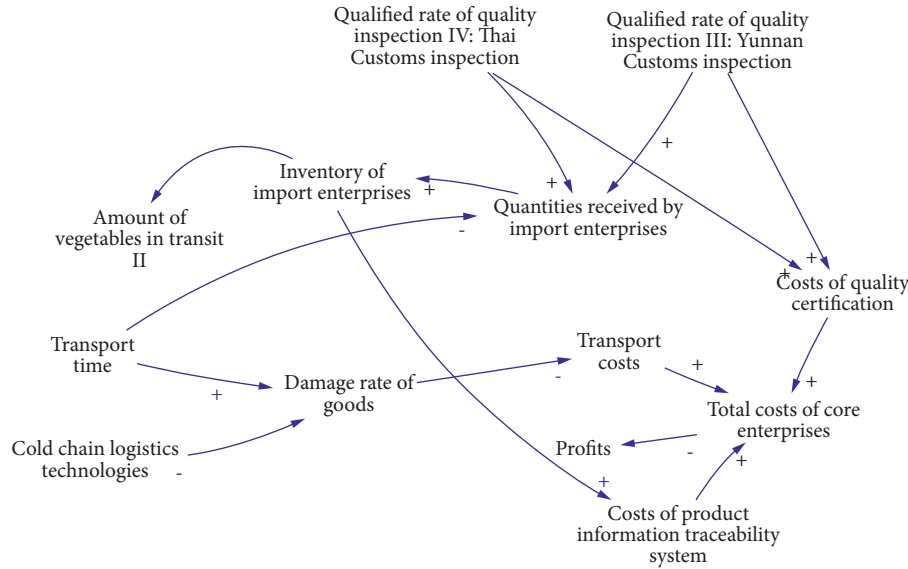 Qualified rate of quality
inspection IV: Thai
Customs inspection
Qualified rate of quality
inspection III: Yunnan
Customs inspection
+
Inventory of
import enterprises
+
+
Quantities received by
import enterprises
Amount of
vegetables in transit
II
-
+
+
Costs of quality
certification
Transport
time
Transport
costs
+
-
+
+
Damage rate of
goods
Total costs of core
enterprises
Cold chain logistics
technologies
-
Profits
-
+
+
Costs of product
information traceability
system